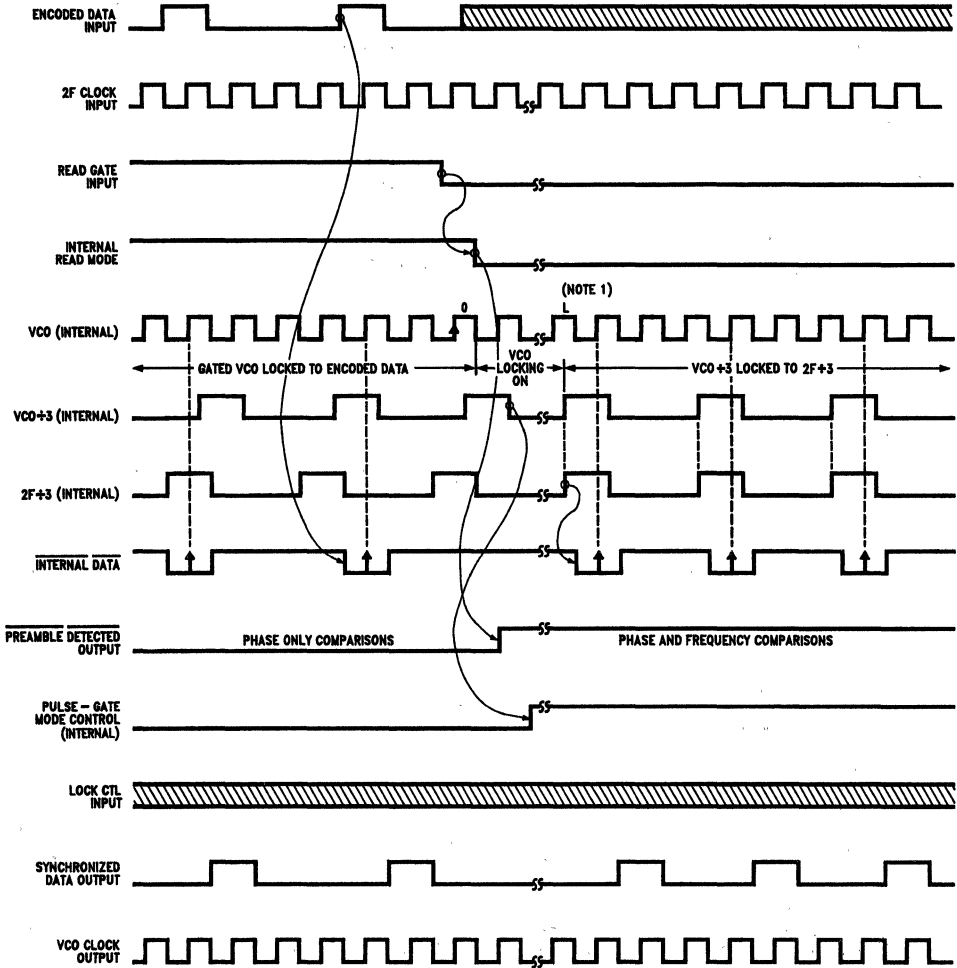 ENCODED DATA
INPUT
2F CLOCK
INPUT
READ GATE
INPUT
INTERNAL
READ MODE
(NOTE 1)
0
L
VCO (INTERNAL)
GATED VCO LOCKED TO ENCODED DATA
VCO
LOCKING
ON
VCO÷3 LOCKED TO 2F÷3
VCO÷3 (INTERNAL)
2F÷3 (INTERNAL)
INTERNAL DATA
PREAMBLE DETECTED
OUTPUT
PHASE ONLY COMPARISONS
PHASE AND FREQUENCY COMPARISONS
PULSE – GATE
MODE CONTROL
(INTERNAL)
LOCK CTL
INPUT
SYNCHRONIZED
DATA OUTPUT
VCO CLOCK
OUTPUT